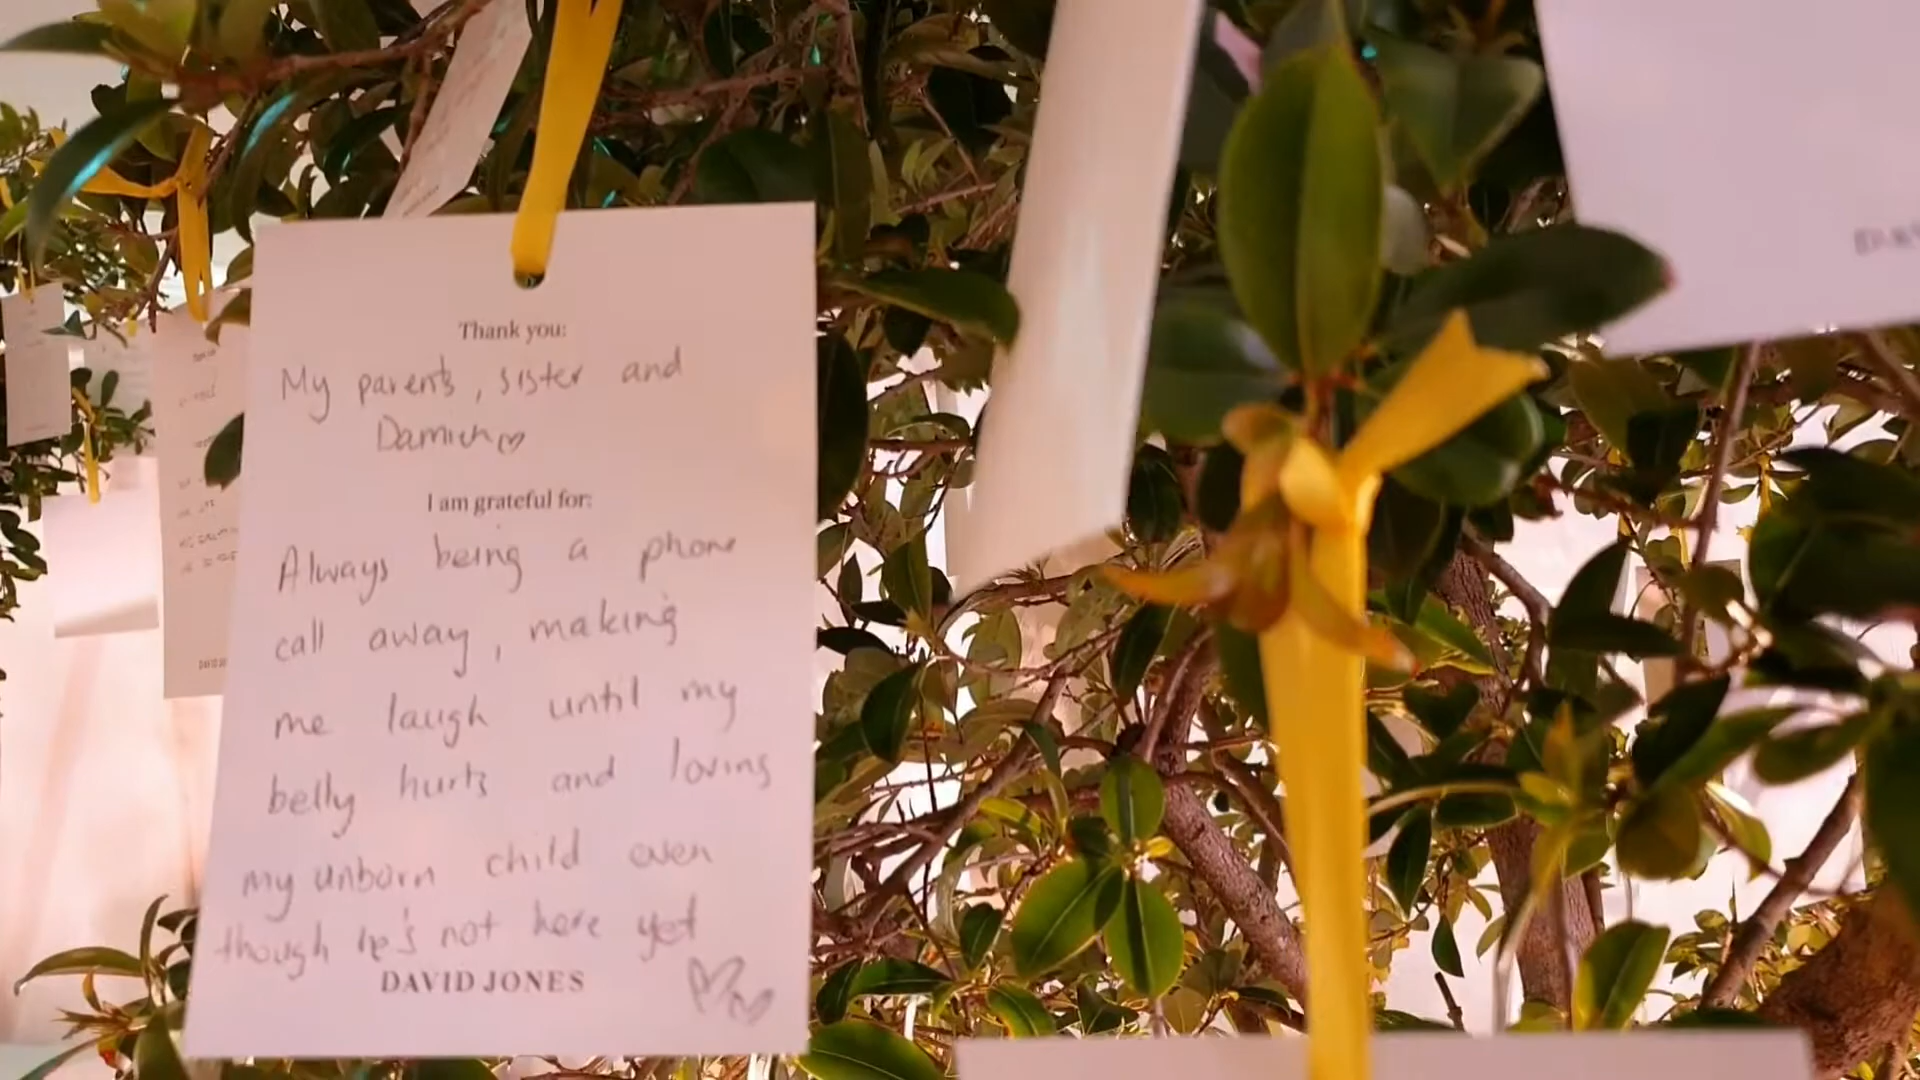 Thank you:
My parents, sister and
I am grateful for:
Always being a phone
call away, making
me laugh until my
belly hurts and loving
my unborn child even
though he's not here yet
DAVID JONES